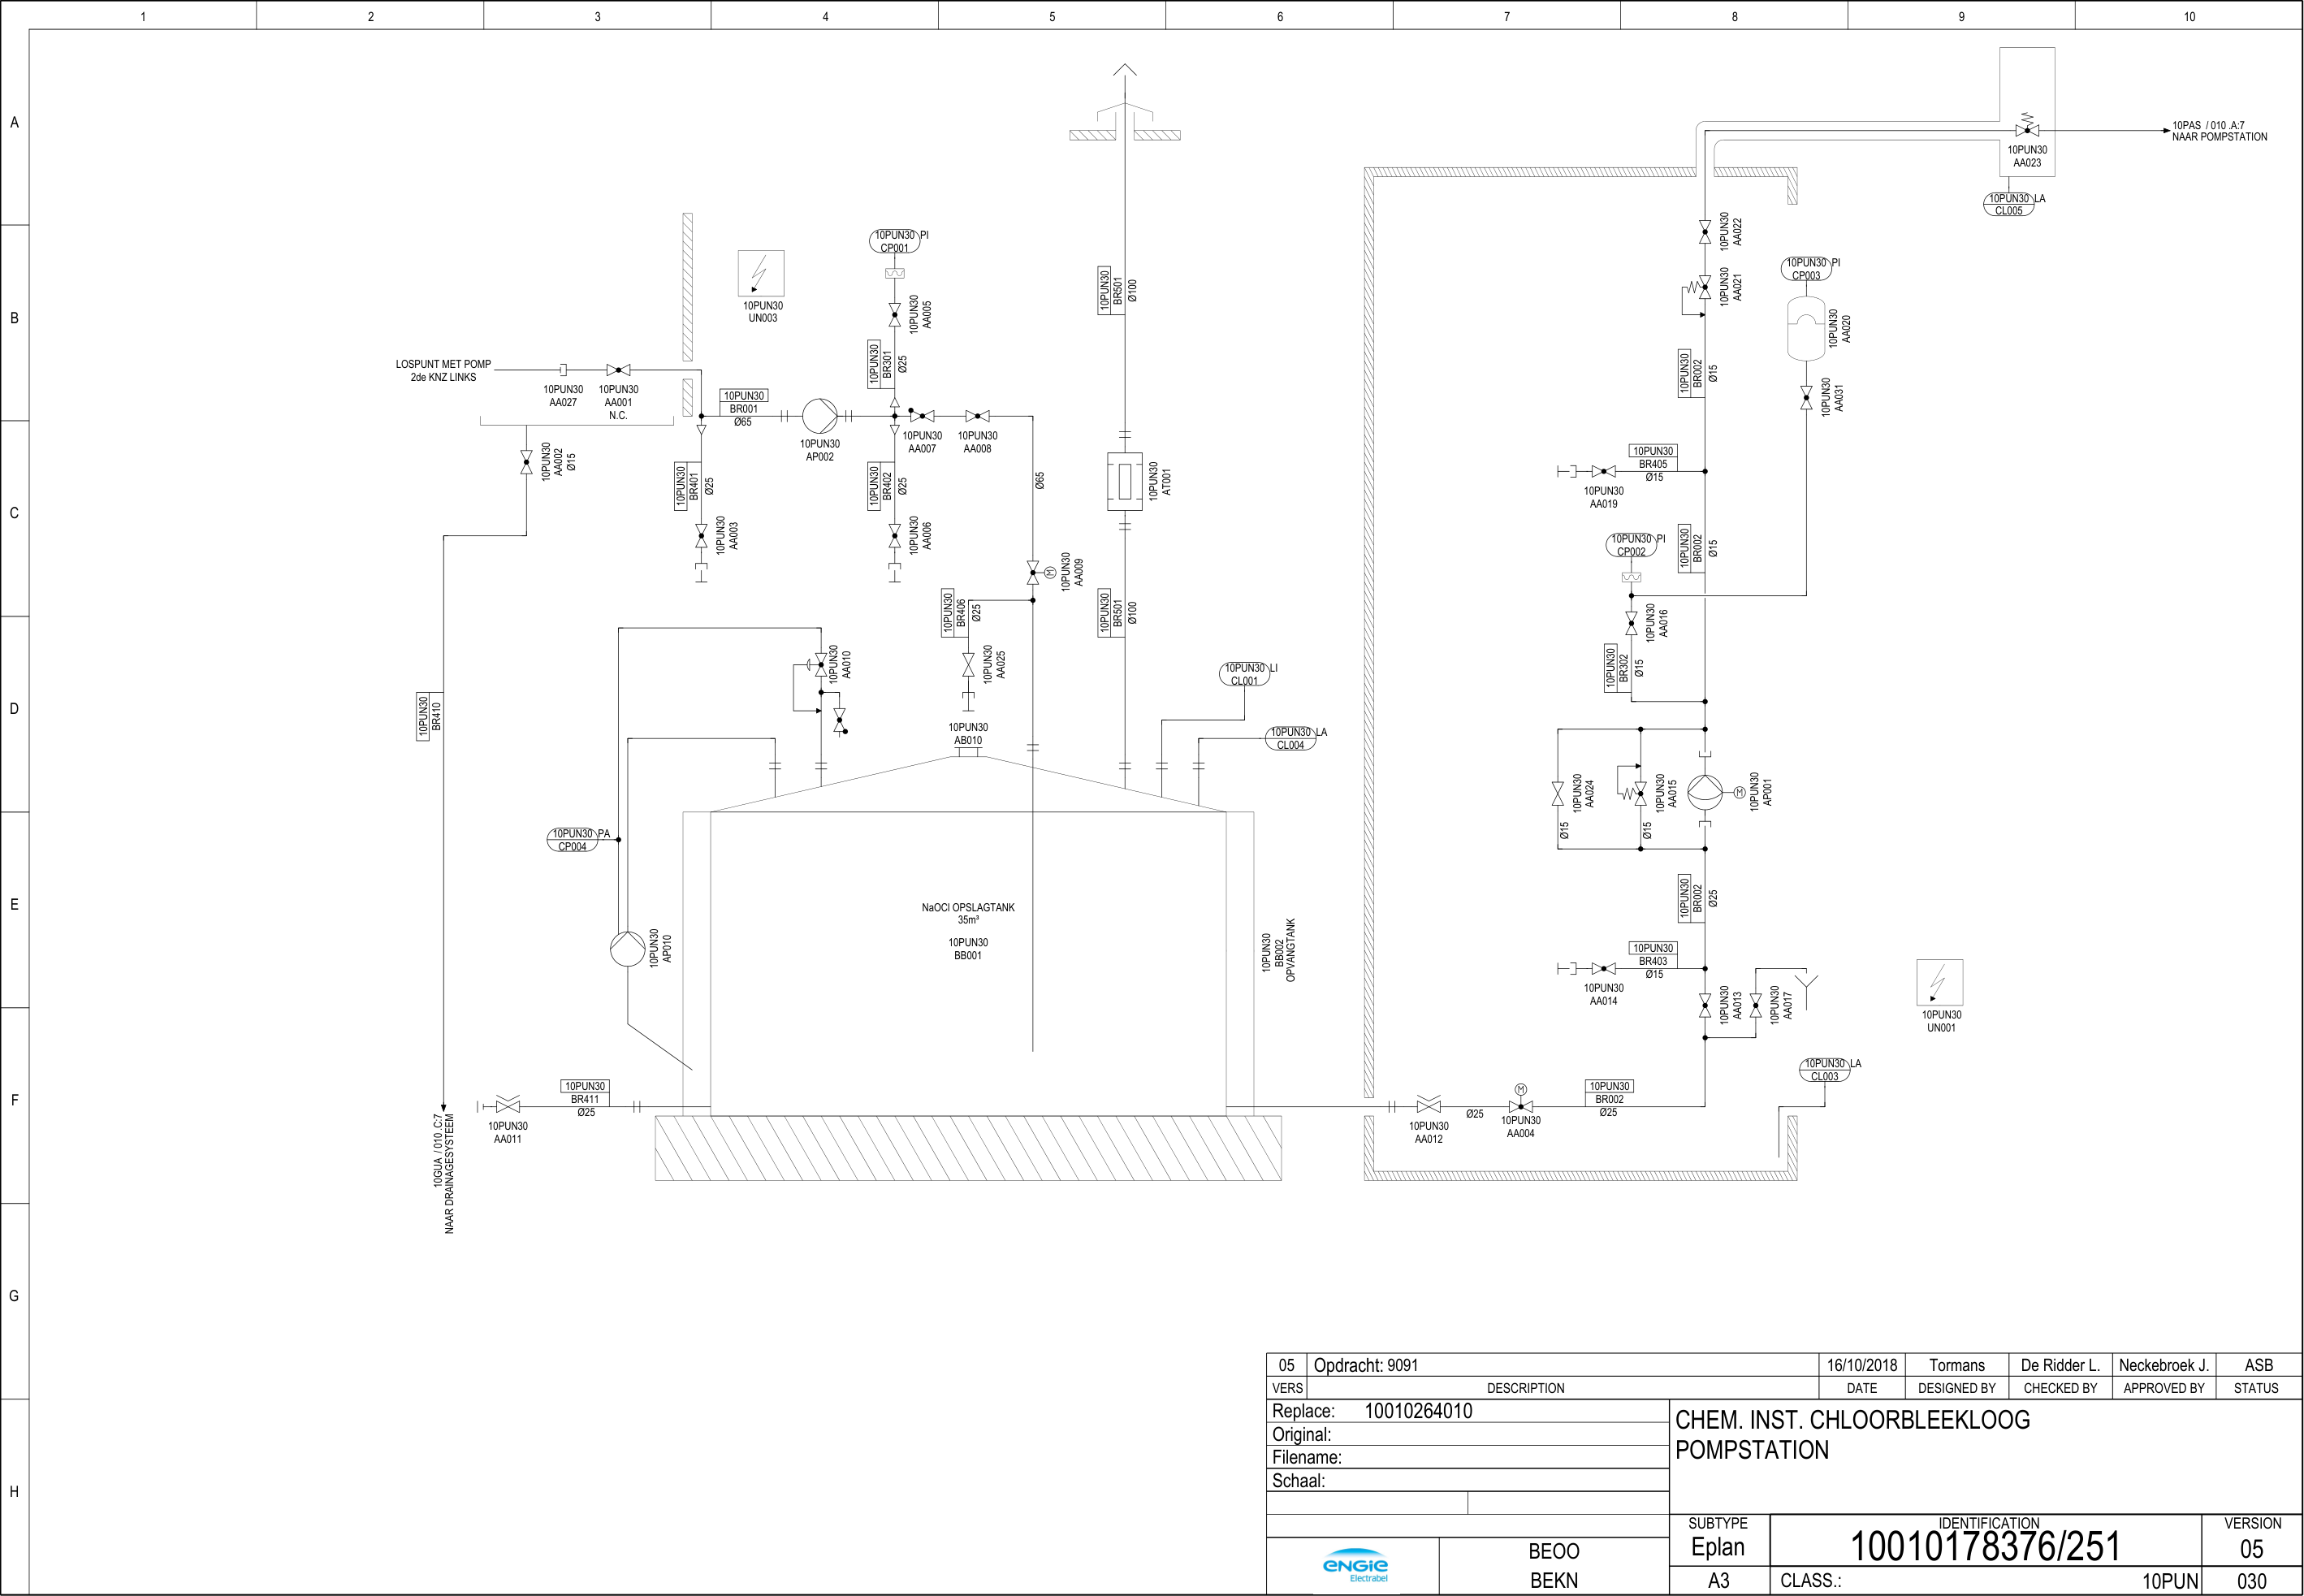 1 2 3 4 5 6 7 8 9 10
A
B
C
D
E
F
G
H
10PAS / 010 .A:7
NAAR POMPSTATION
10PUN30
AA023
10PUN30 LA
CL005
10PUN30
AA022
10PUN30
AA021
10PUN30 PI
CP003
10PUN30
AA020
10PUN30
AA031
10PUN30
BR002
Ø15
10PUN30 PI
CP001
10PUN30
UN003
10PUN30
AA005
10PUN30
BR301
Ø25
10PUN30
BR501
Ø100
LOSPUNT MET POMP
2de KNZ LINKS
10PUN30
AA027
10PUN30
AA001
N.C.
10PUN30
BR001
Ø65
10PUN30
AP002
10PUN30
AA007
10PUN30
AA008
10PUN30
AA002
Ø15
10PUN30
BR401
Ø25
10PUN30
BR402
Ø25
Ø65
10PUN30
AT001
10PUN30
AA003
10PUN30
AA006
10PUN30
AA009
10PUN30
BR406
Ø25
10PUN30
BR501
Ø100
10PUN30
AA010
10PUN30
AA025
10PUN30
BR410
10PUN30
AB010
10PUN30 LI
CL001
10PUN30 LA
CL004
10PUN30 PA
CP004
10PUN30
AP010
NaOCl OPSLAGTANK
35m³
10PUN30
BB001
10PUN30
BB002
OPVANGTANK
10PUN30
BR411
Ø25
10PUN30
AA011
10GUA / 010 .C:7
NAAR DRAINAGESYSTEEM
10PUN30
BR405
Ø15
10PUN30
AA019
10PUN30 PI
CP002
10PUN30
BR002
Ø15
10PUN30
AA016
10PUN30
BR302
Ø15
10PUN30
AA024
Ø15
10PUN30
AA015
Ø15
M
10PUN30
AP001
10PUN30
BR002
Ø25
10PUN30
BR403
Ø15
10PUN30
AA014
10PUN30
AA013
10PUN30
AA017
10PUN30
UN001
10PUN30 LA
CL003
10PUN30
AA012
Ø25
M
10PUN30
AA004
10PUN30
BR002
Ø25
M
05 Opdracht: 9091 16/10/2018 Tormans De Ridder L. Neckebroek J. ASB
VERS DESCRIPTION DATE DESIGNED BY CHECKED BY APPROVED BY STATUS
Replace: 10010264010
Original:
Filename:
Schaal:
CHEM. INST. CHLOORBLEEKLOOG
POMPSTATION
SUBTYPE IDENTIFICATION VERSION
Eplan 10010178376/251 05
BEOO
BEKN
A3 CLASS.: 10PUN 030
ENGIE
Electrabel